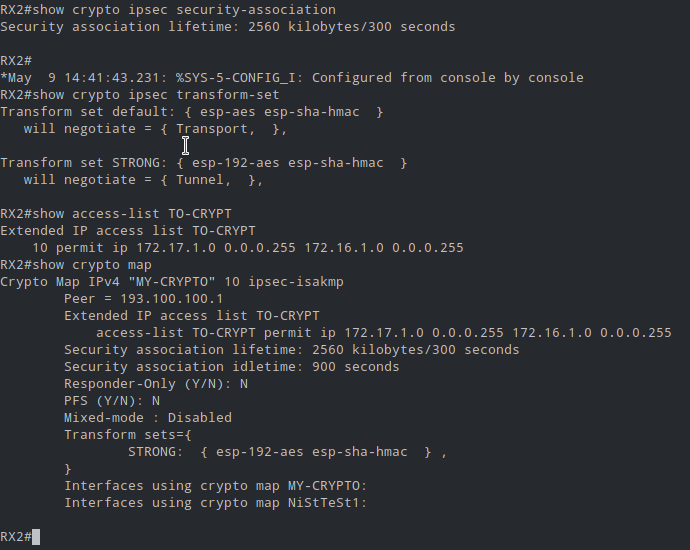 RX2#show crypto ipsec security-association
Security association lifetime: 2560 kilobytes/300 seconds
RX2#
*May  9 14:41:43.231: %SYS-5-CONFIG_I: Configured from console by console
RX2#show crypto ipsec transform-set
Transform set default: { esp-aes esp-sha-hmac  }
   will negotiate = { Transport,  },
Transform set STRONG: { esp-192-aes esp-sha-hmac  }
   will negotiate = { Tunnel,  },
RX2#show access-list TO-CRYPT
Extended IP access list TO-CRYPT
    10 permit ip 172.17.1.0 0.0.0.255 172.16.1.0 0.0.0.255
RX2#show crypto map
Crypto Map IPv4 "MY-CRYPTO" 10 ipsec-isakmp
        Peer = 193.100.100.1
        Extended IP access list TO-CRYPT
            access-list TO-CRYPT permit ip 172.17.1.0 0.0.0.255 172.16.1.0 0.0.0.255
        Security association lifetime: 2560 kilobytes/300 seconds
        Security association idletime: 900 seconds
        Responder-Only (Y/N): N
        PFS (Y/N): N
        Mixed-mode : Disabled
        Transform sets={
                STRONG:  { esp-192-aes esp-sha-hmac  } ,
        }
        Interfaces using crypto map MY-CRYPTO:
        Interfaces using crypto map NiStTeSt1:
RX2#